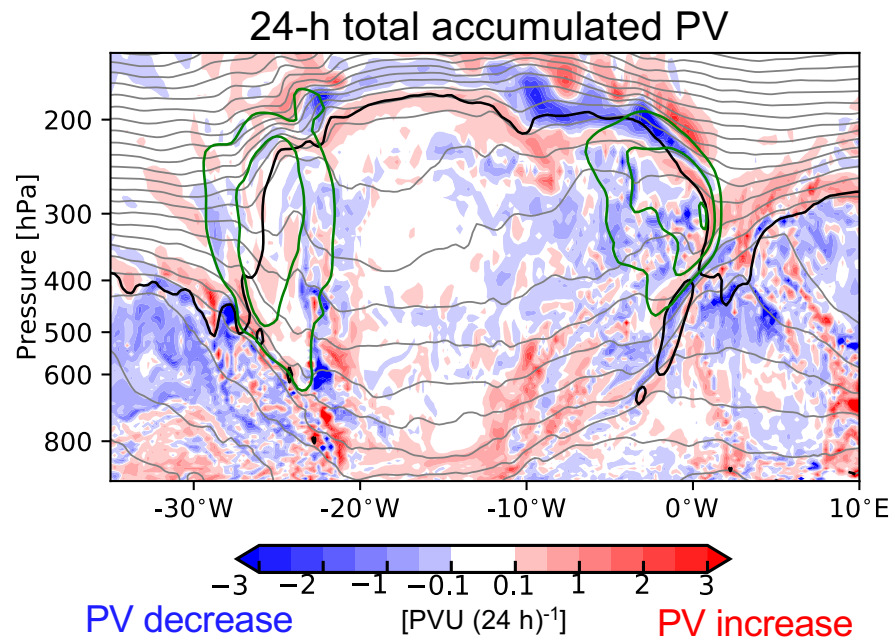 24-h total accumulated PV
Pressure [hPa]
200
300
400
500
600
800
-30°W
-20°W
-10°W
0°W
10°E
−3
−2
−1
−0.1
0.1
1
2
3
PV decrease
[PVU (24 h)⁻¹]
PV increase